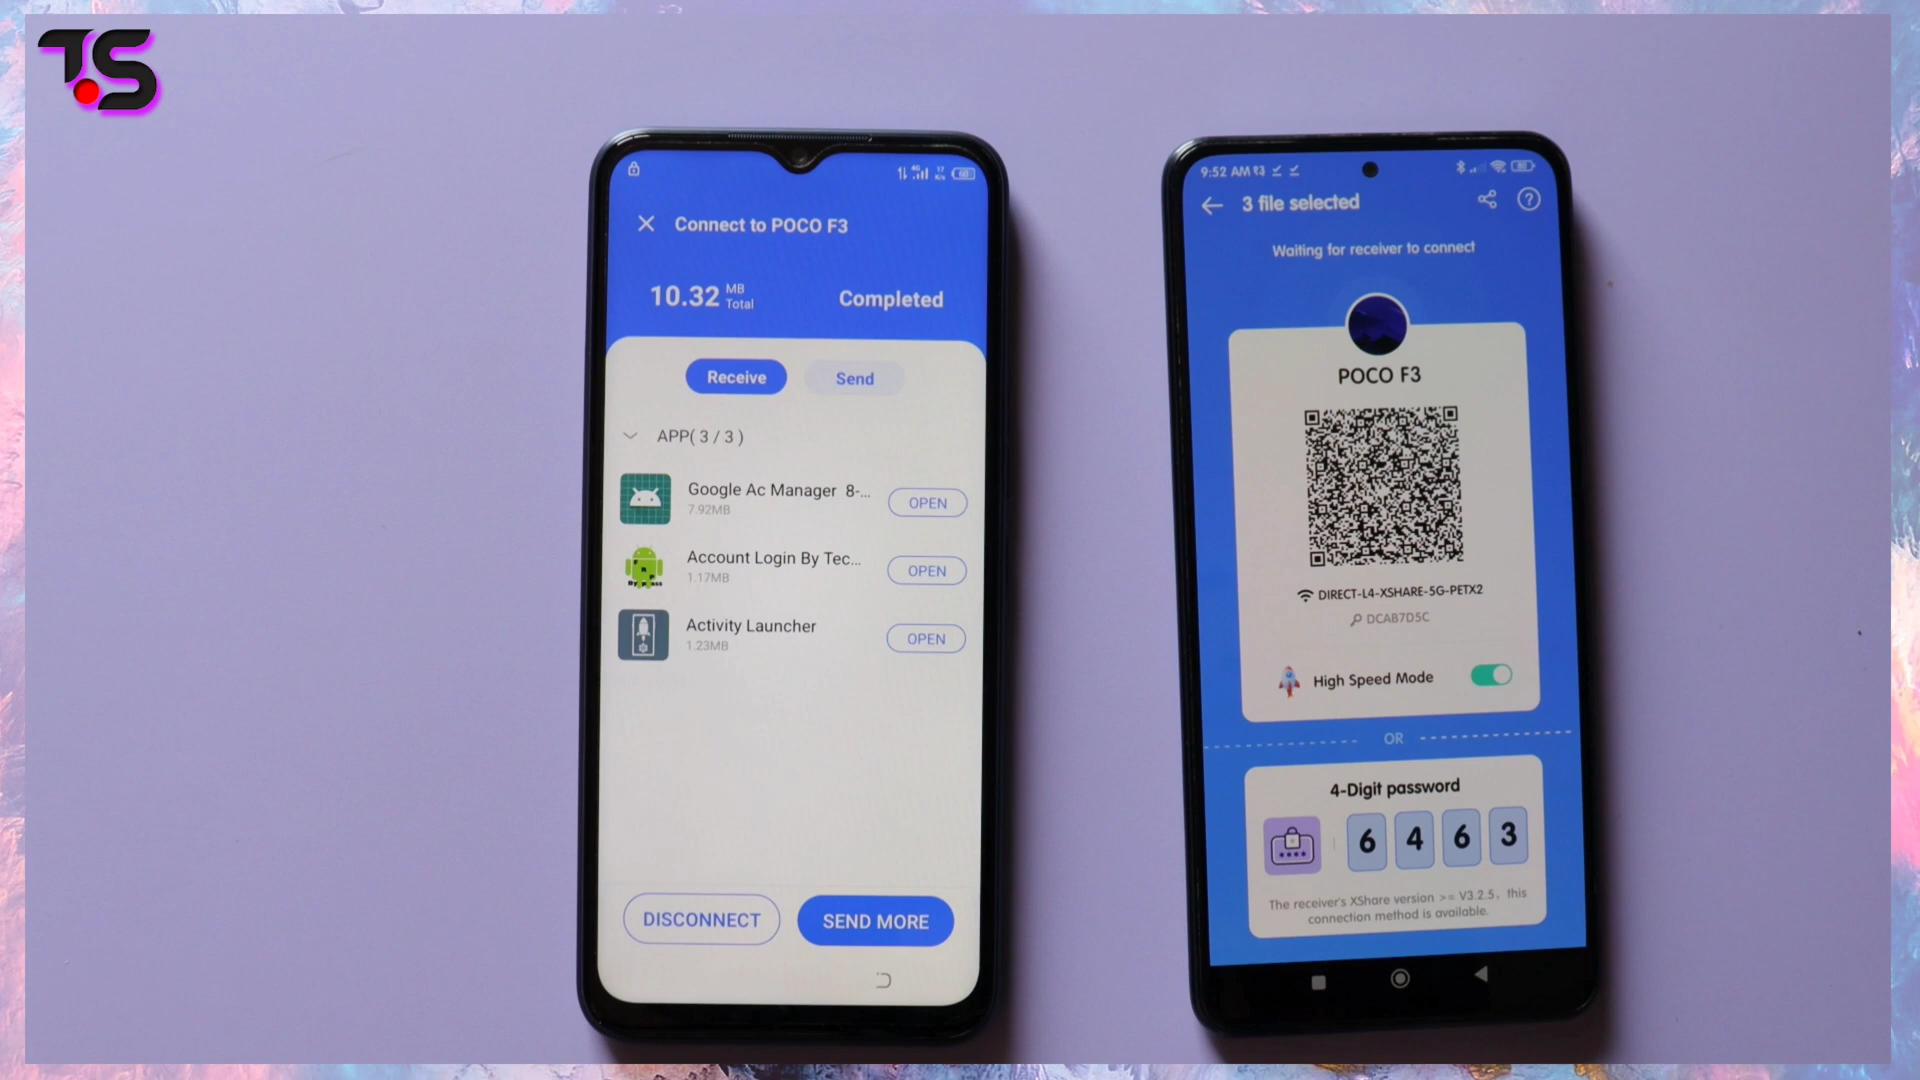 T.S
Connect to POCO F3
10.32 MB Total
Completed
Receive
Send
APP( 3 / 3 )
Google Ac Manager 8-...
7.92MB
OPEN
Account Login By Tec...
1.17MB
OPEN
Activity Launcher
1.23MB
OPEN
DISCONNECT
SEND MORE
9:52 AM
3 file selected
Waiting for receiver to connect
POCO F3
DIRECT-L4-XSHARE-5G-PETX2
DCAB7D5C
High Speed Mode
OR
4-Digit password
6 4 6 3
The receiver's XShare version >= V3.2.5, this
connection method is available.